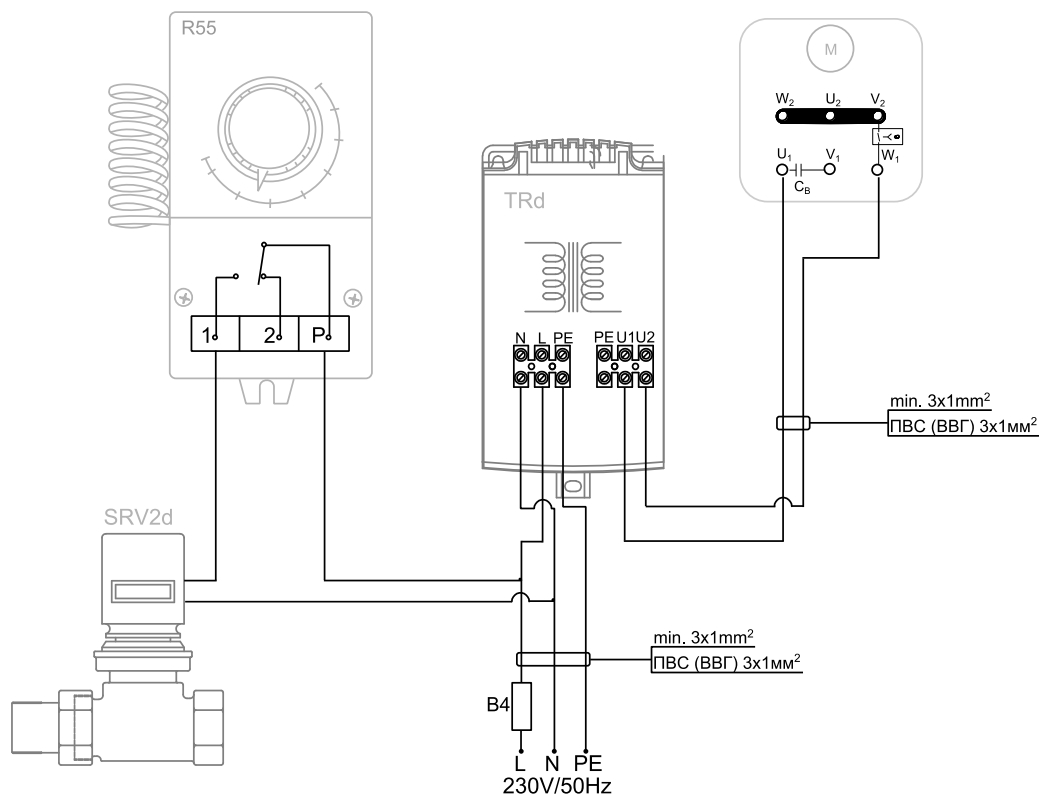 R55
M
W₂ U₂ V₂
U₁ V₁ W₁
C_B
TRd
1 2 P
N L PE PE U1 U2
min. 3x1mm²
ПВС (ВВГ) 3x1мм²
SRV2d
min. 3x1mm²
ПВС (ВВГ) 3x1мм²
B4
L N PE
230V/50Hz